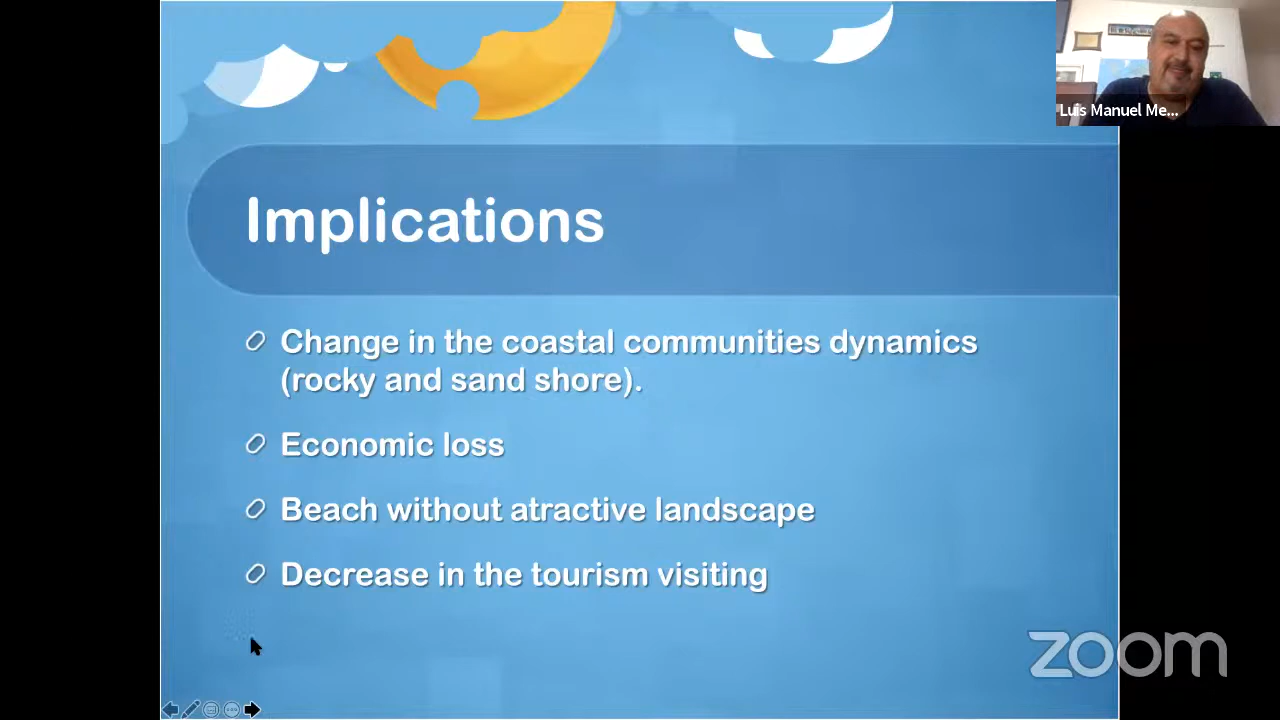 Luis Manuel Me...
Implications
Change in the coastal communities dynamics
(rocky and sand shore).
Economic loss
Beach without atractive landscape
Decrease in the tourism visiting
zoom